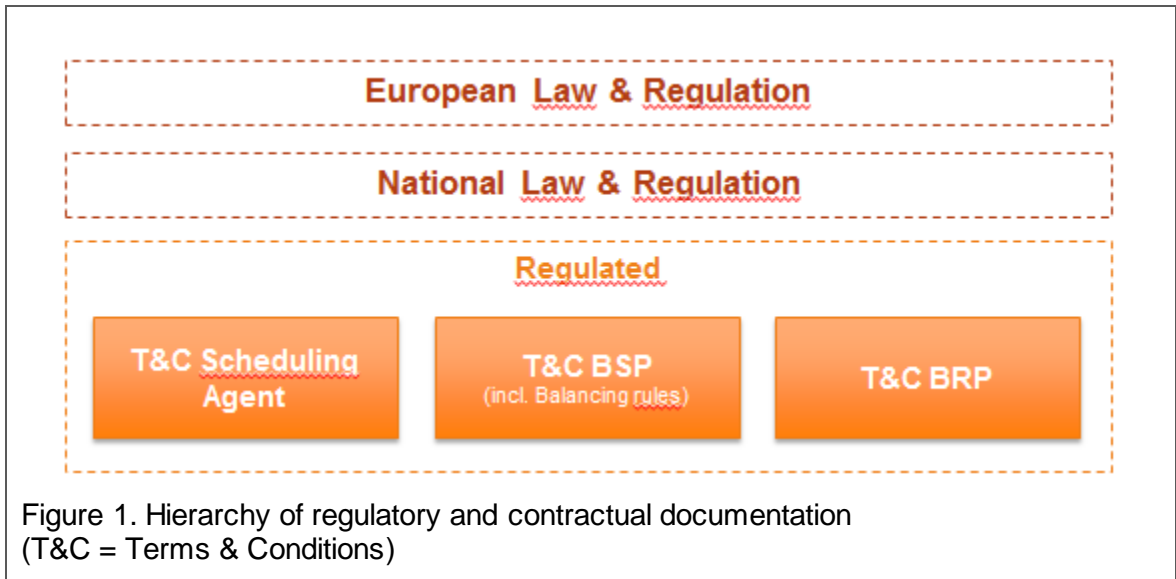 European Law & Regulation
National Law & Regulation
Regulated
T&C Scheduling
Agent
T&C BSP
(incl. Balancing rules)
T&C BRP
Figure 1. Hierarchy of regulatory and contractual documentation
(T&C = Terms & Conditions)